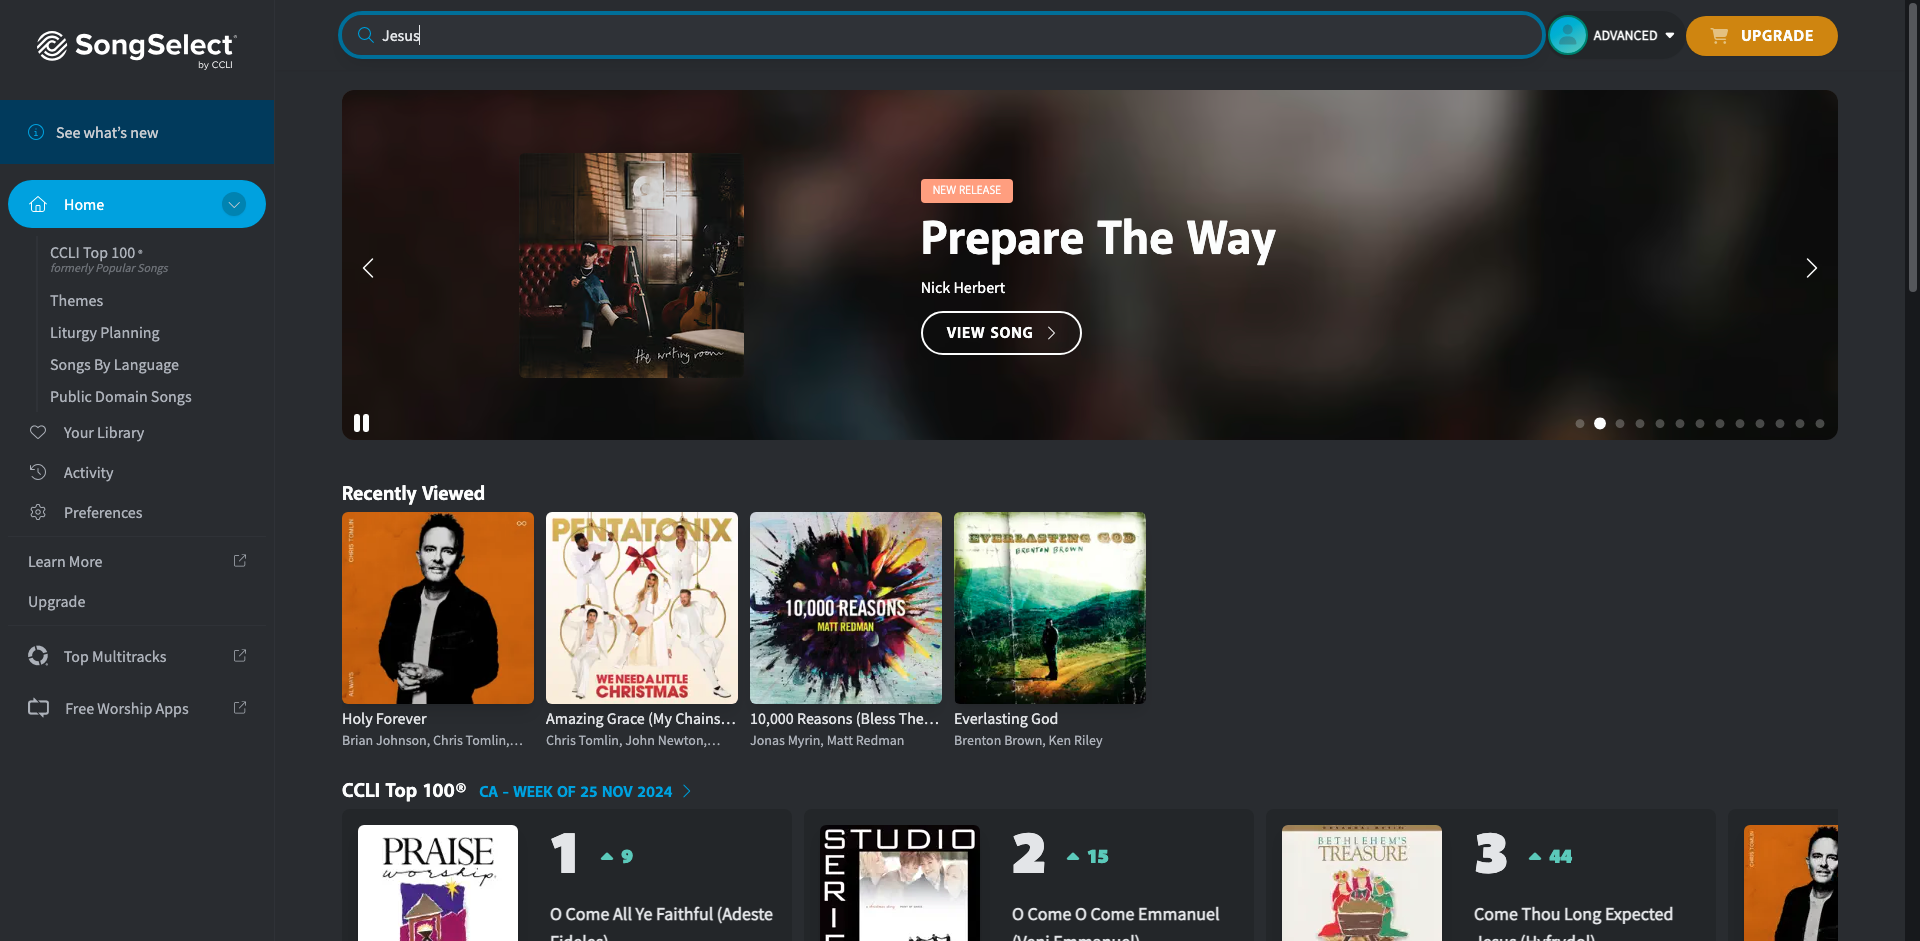 SongSelect
by CCLI
Jesus
ADVANCED
UPGRADE
See what's new
Home
CCLI Top 100®
formerly Popular Songs
Themes
Liturgy Planning
Songs By Language
Public Domain Songs
Your Library
Activity
Preferences
Learn More
Upgrade
Top Multitracks
Free Worship Apps
the writing room
NEW RELEASE
Prepare The Way
Nick Herbert
VIEW SONG
Recently Viewed
CHRIS TOMLIN
ALWAYS
PENTATONIX
WE NEED A LITTLE
CHRISTMAS
10,000 REASONS
MATT REDMAN
EVERLASTING GOD
BRENTON BROWN
Holy Forever
Brian Johnson, Chris Tomlin,...
Amazing Grace (My Chains...
Chris Tomlin, John Newton,...
10,000 Reasons (Bless The...
Jonas Myrin, Matt Redman
Everlasting God
Brenton Brown, Ken Riley
CCLI Top 100® CA - WEEK OF 25 NOV 2024
PRAISE
worship
1 9
O Come All Ye Faithful (Adeste
Fideles)
STUDIO
SERIE
2 15
O Come O Come Emmanuel
(Veni Emmanuel)
BETHLEHEM'S
TREASURE
3 44
Come Thou Long Expected
Jesus (Hyfrydol)
CHRIS TOMLIN